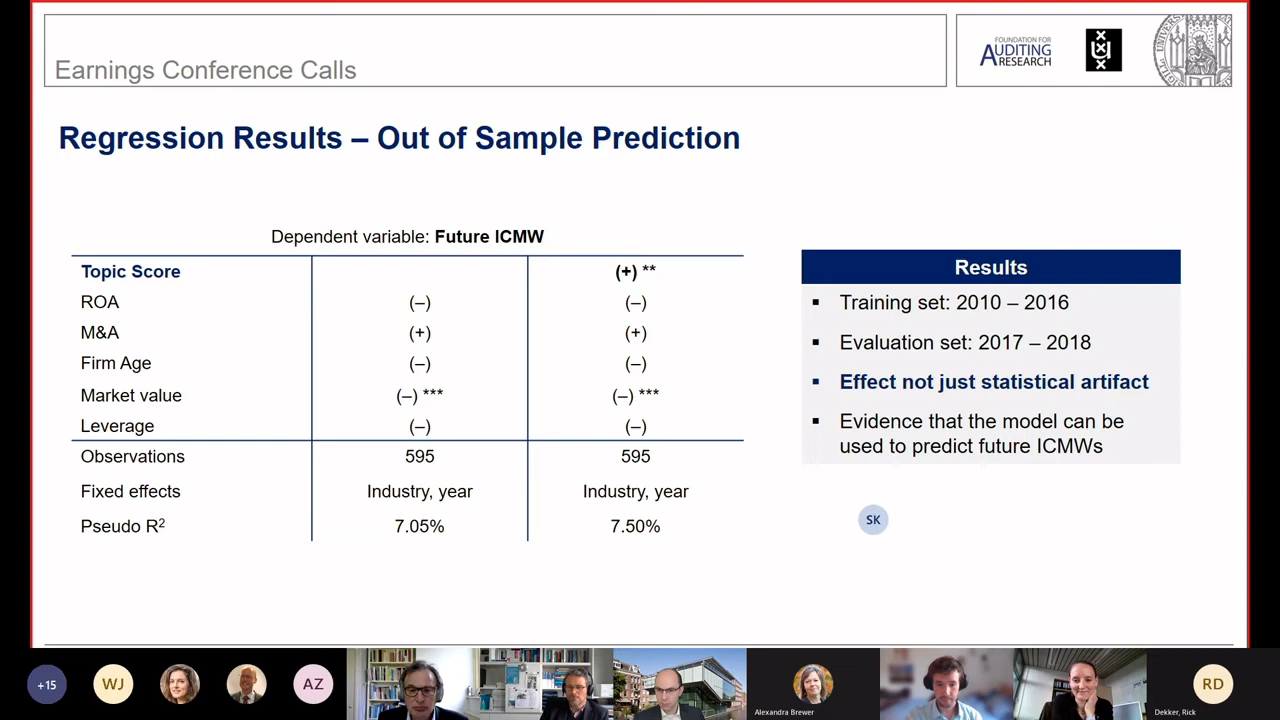 Earnings Conference Calls
FOUNDATION FOR
AUDITING
RESEARCH
Regression Results – Out of Sample Prediction
Dependent variable: Future ICMW
Topic Score (+) **
ROA (–) (–)
M&A (+) (+)
Firm Age (–) (–)
Market value (–) *** (–) ***
Leverage (–) (–)
Observations 595 595
Fixed effects Industry, year Industry, year
Pseudo R² 7.05% 7.50%
Results
▪ Training set: 2010 – 2016
▪ Evaluation set: 2017 – 2018
▪ Effect not just statistical artifact
▪ Evidence that the model can be
used to predict future ICMWs
SK
+15
WJ
AZ
Alexandra Brewer
RD
Dekker, Rick